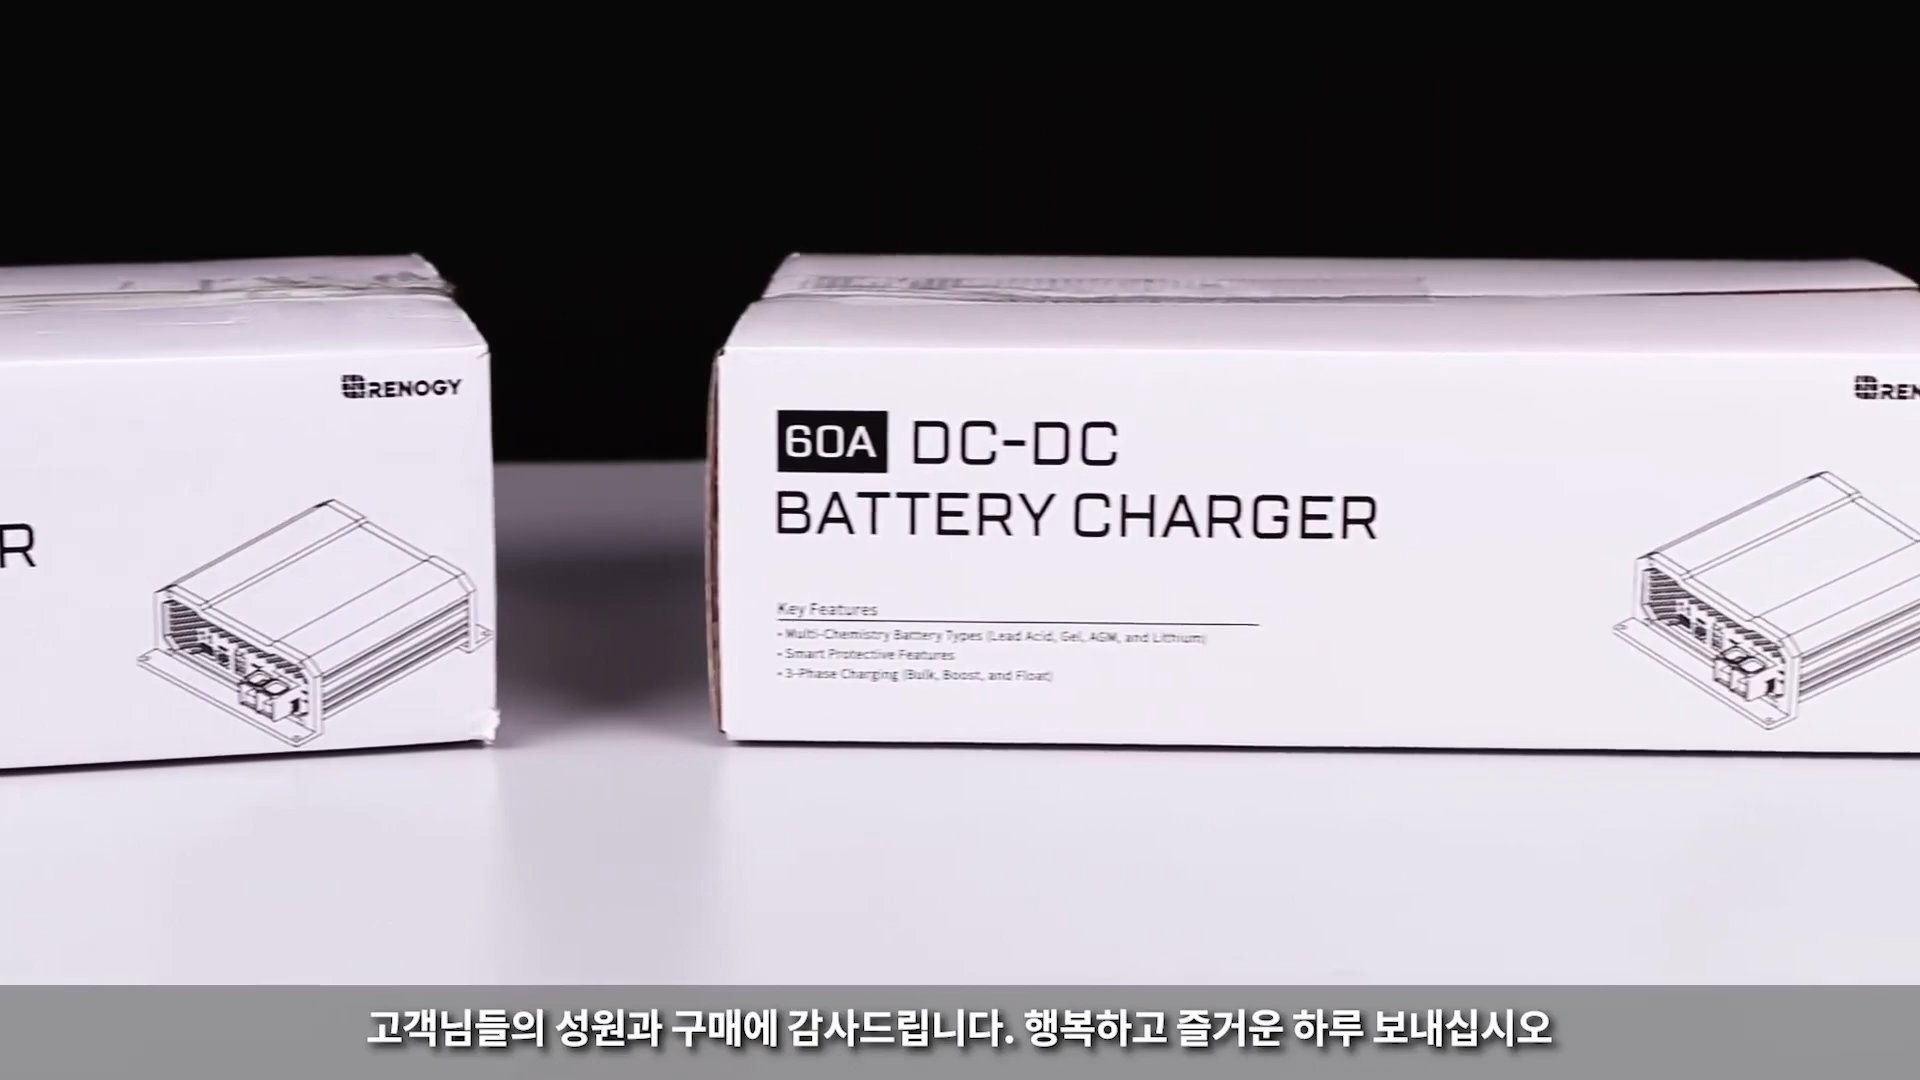 RENOGY
R
REN
60A DC-DC
BATTERY CHARGER
Key Features
• Multi-Chemistry Battery Types (Lead Acid, Gel, AGM, and Lithium)
• Smart Protective Features
• 3-Phase Charging (Bulk, Boost, and Float)
고객님들의 성원과 구매에 감사드립니다. 행복하고 즐거운 하루 보내십시오